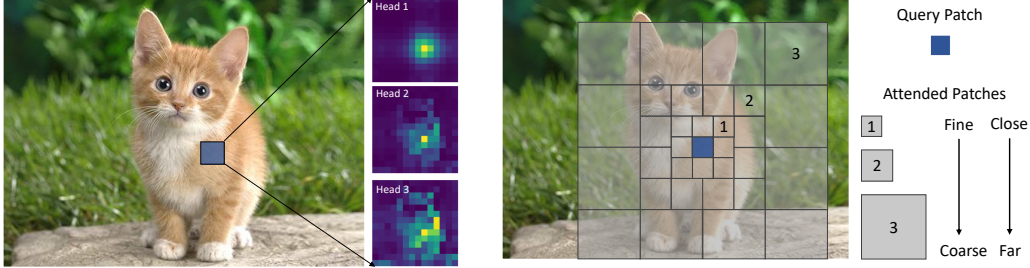 Head 1
Head 2
Head 3
3
2
1
Query Patch
Attended Patches
1
Fine
Close
2
3
Coarse
Far